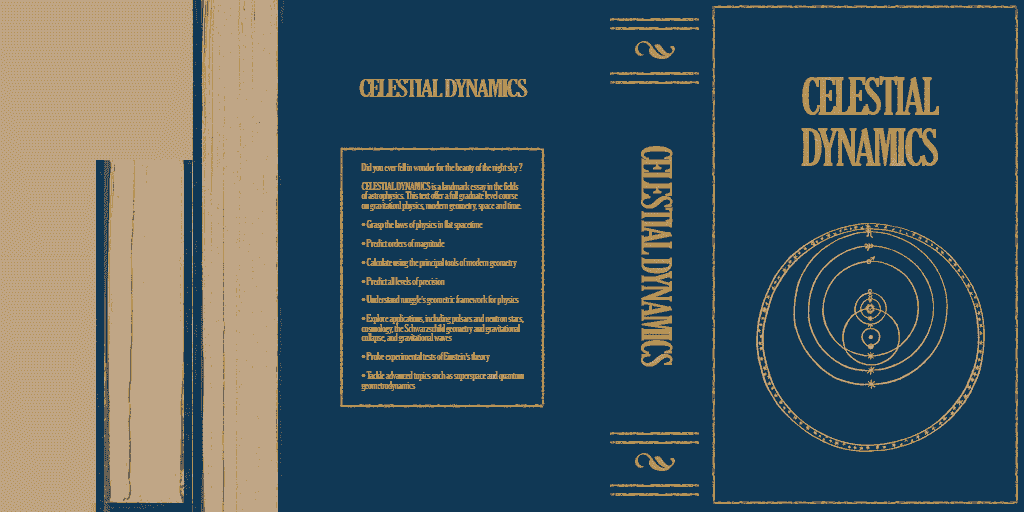 CELESTIAL DYNAMICS
Did you ever fell in wonder for the beauty of the night sky ?
CELESTIAL DYNAMICS is a landmark essay in the fields
of astrophysics. This text offer a full graduate level course
on gravitationl physics, modern geometry, space and time.
• Grasp the laws of physics in flat spacetime
• Predict orders of magnitude
• Calculate using the principal tools of modern geometry
• Predict all levels of precision
• Understand nuggle's geometric framework for physics
• Explore applications, including pulsars and neutron stars,
cosmology, the Schwarzschild geometry and gravitational
collapse, and gravitational waves
• Probe experimental tests of Einstein's theory
• Tackle advanced topics such as superspace and quantum
geometrodynamics
CELESTIAL DYNAMICS
CELESTIAL
DYNAMICS